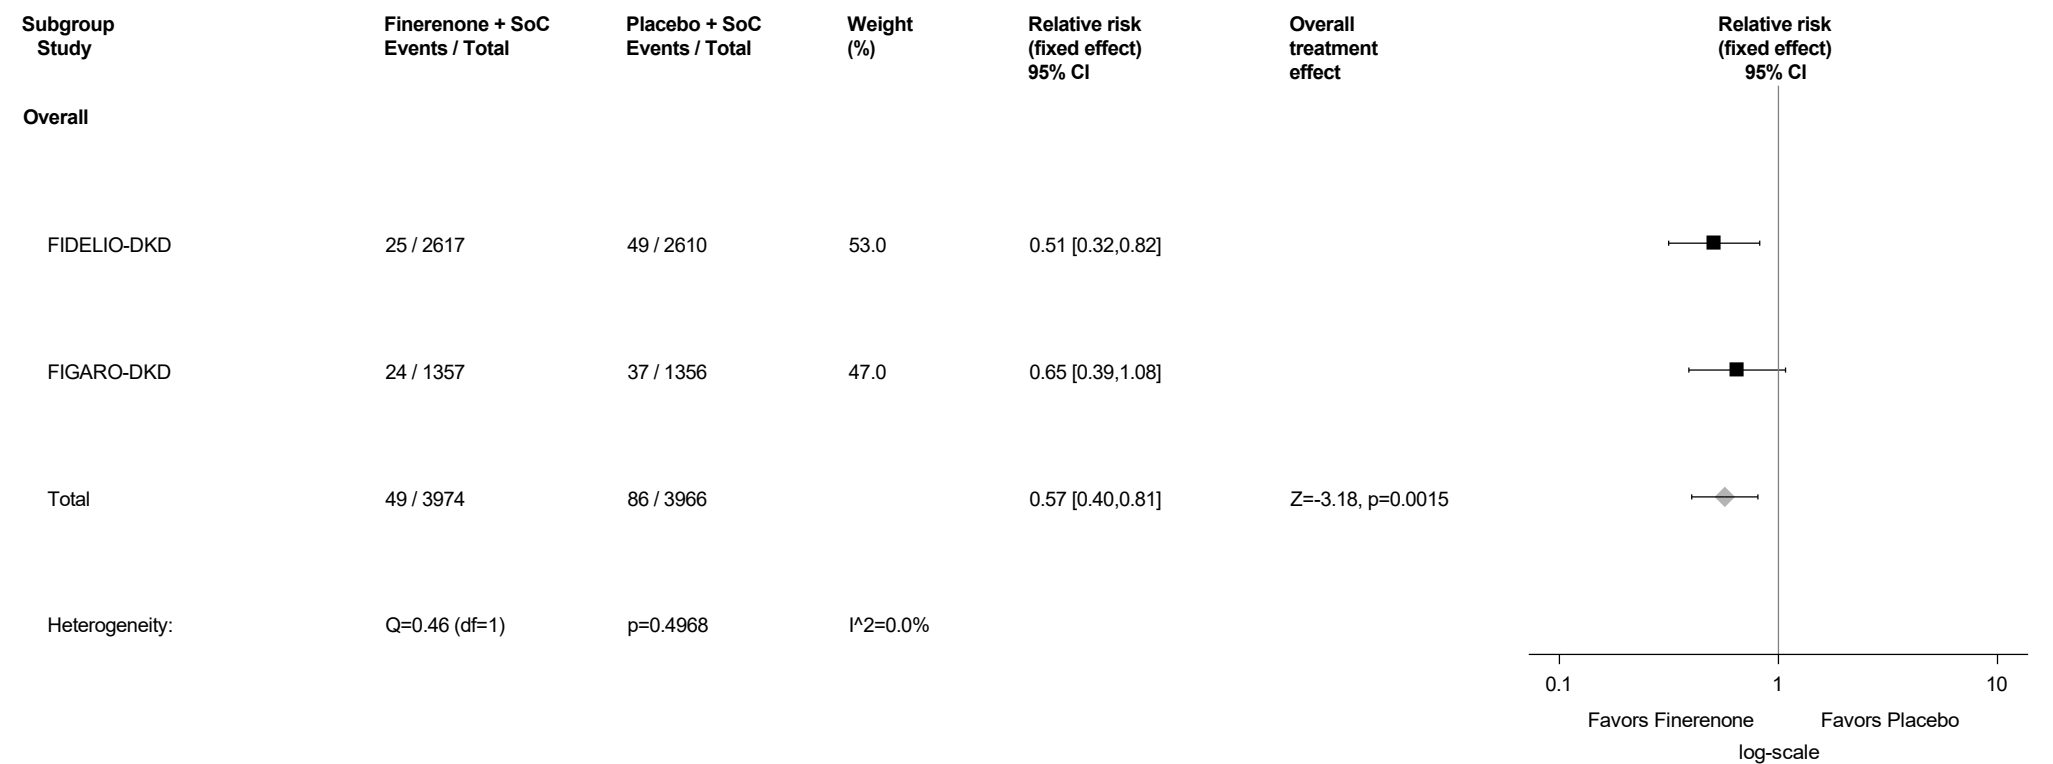 Subgroup Finerenone + SoC Placebo + SoC Weight Relative risk Overall Relative risk
Study Events / Total Events / Total (%) (fixed effect) treatment (fixed effect)
95% CI effect 95% CI
Overall
FIDELIO-DKD 25 / 2617 49 / 2610 53.0 0.51 [0.32,0.82]
FIGARO-DKD 24 / 1357 37 / 1356 47.0 0.65 [0.39,1.08]
Total 49 / 3974 86 / 3966 0.57 [0.40,0.81] Z=-3.18, p=0.0015
Heterogeneity: Q=0.46 (df=1) p=0.4968 I^2=0.0%
0.1 1 10
Favors Finerenone Favors Placebo
log-scale